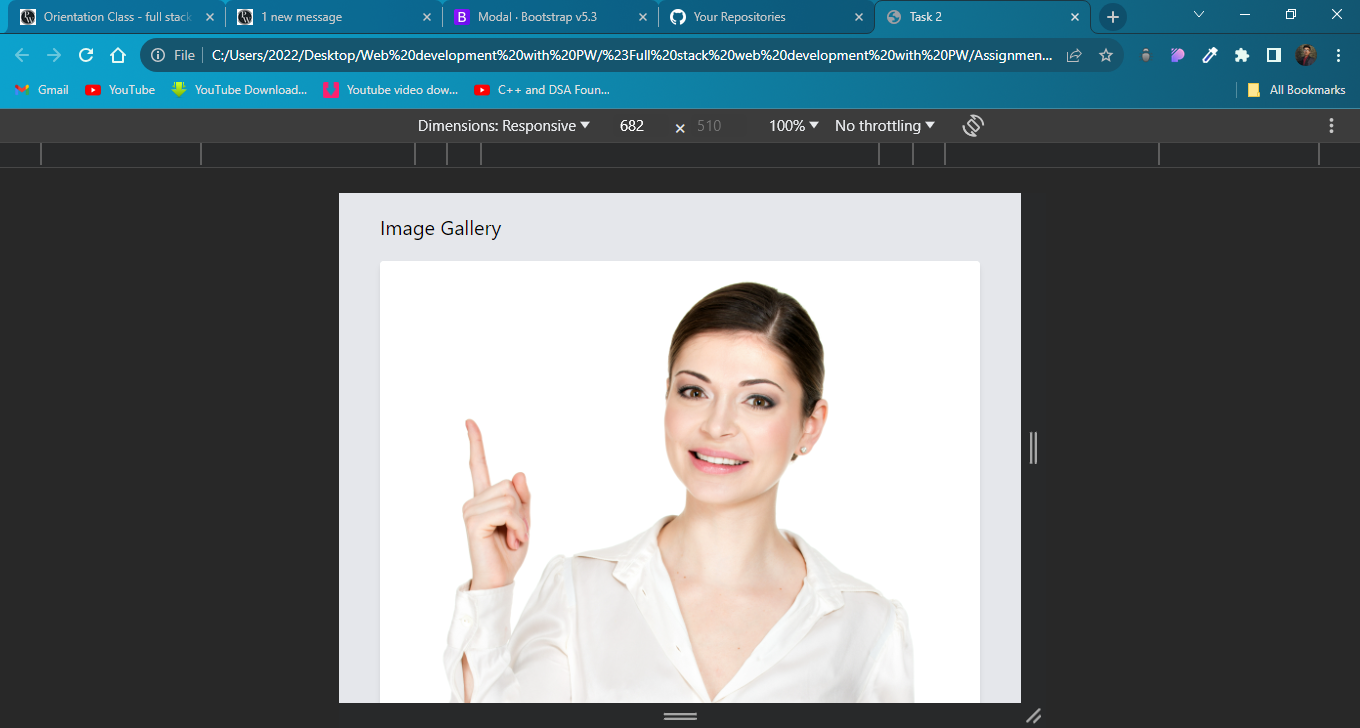 Orientation Class - full stack
1 new message
Modal · Bootstrap v5.3
Your Repositories
Task 2
File
C:/Users/2022/Desktop/Web%20development%20with%20PW/%23Full%20stack%20web%20development%20with%20PW/Assignmen...
Gmail
YouTube
YouTube Download...
Youtube video dow...
C++ and DSA Foun...
All Bookmarks
Dimensions: Responsive 682 × 510 100% No throttling
Image Gallery